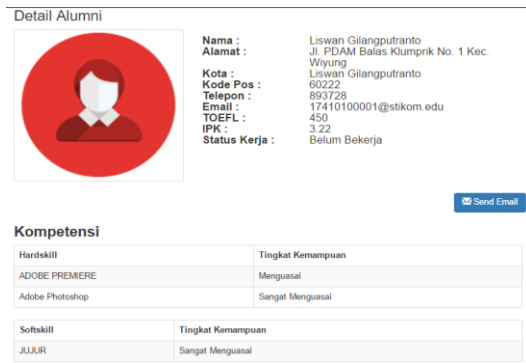 Detail Alumni
Nama : Liswan Gilangputranto
Alamat : Jl. PDAM Balas Klumprik No. 1 Kec.
Wiyung
Kota : Liswan Gilangputranto
Kode Pos : 60222
Telepon : 893728
Email : 17410100001@stikom.edu
TOEFL : 450
IPK : 3.22
Status Kerja : Belum Bekerja
Send Email
Kompetensi
Hardskill Tingkat Kemampuan
ADOBE PREMIERE Menguasai
Adobe Photoshop Sangat Menguasai
Softskill Tingkat Kemampuan
JUJUR Sangat Menguasai